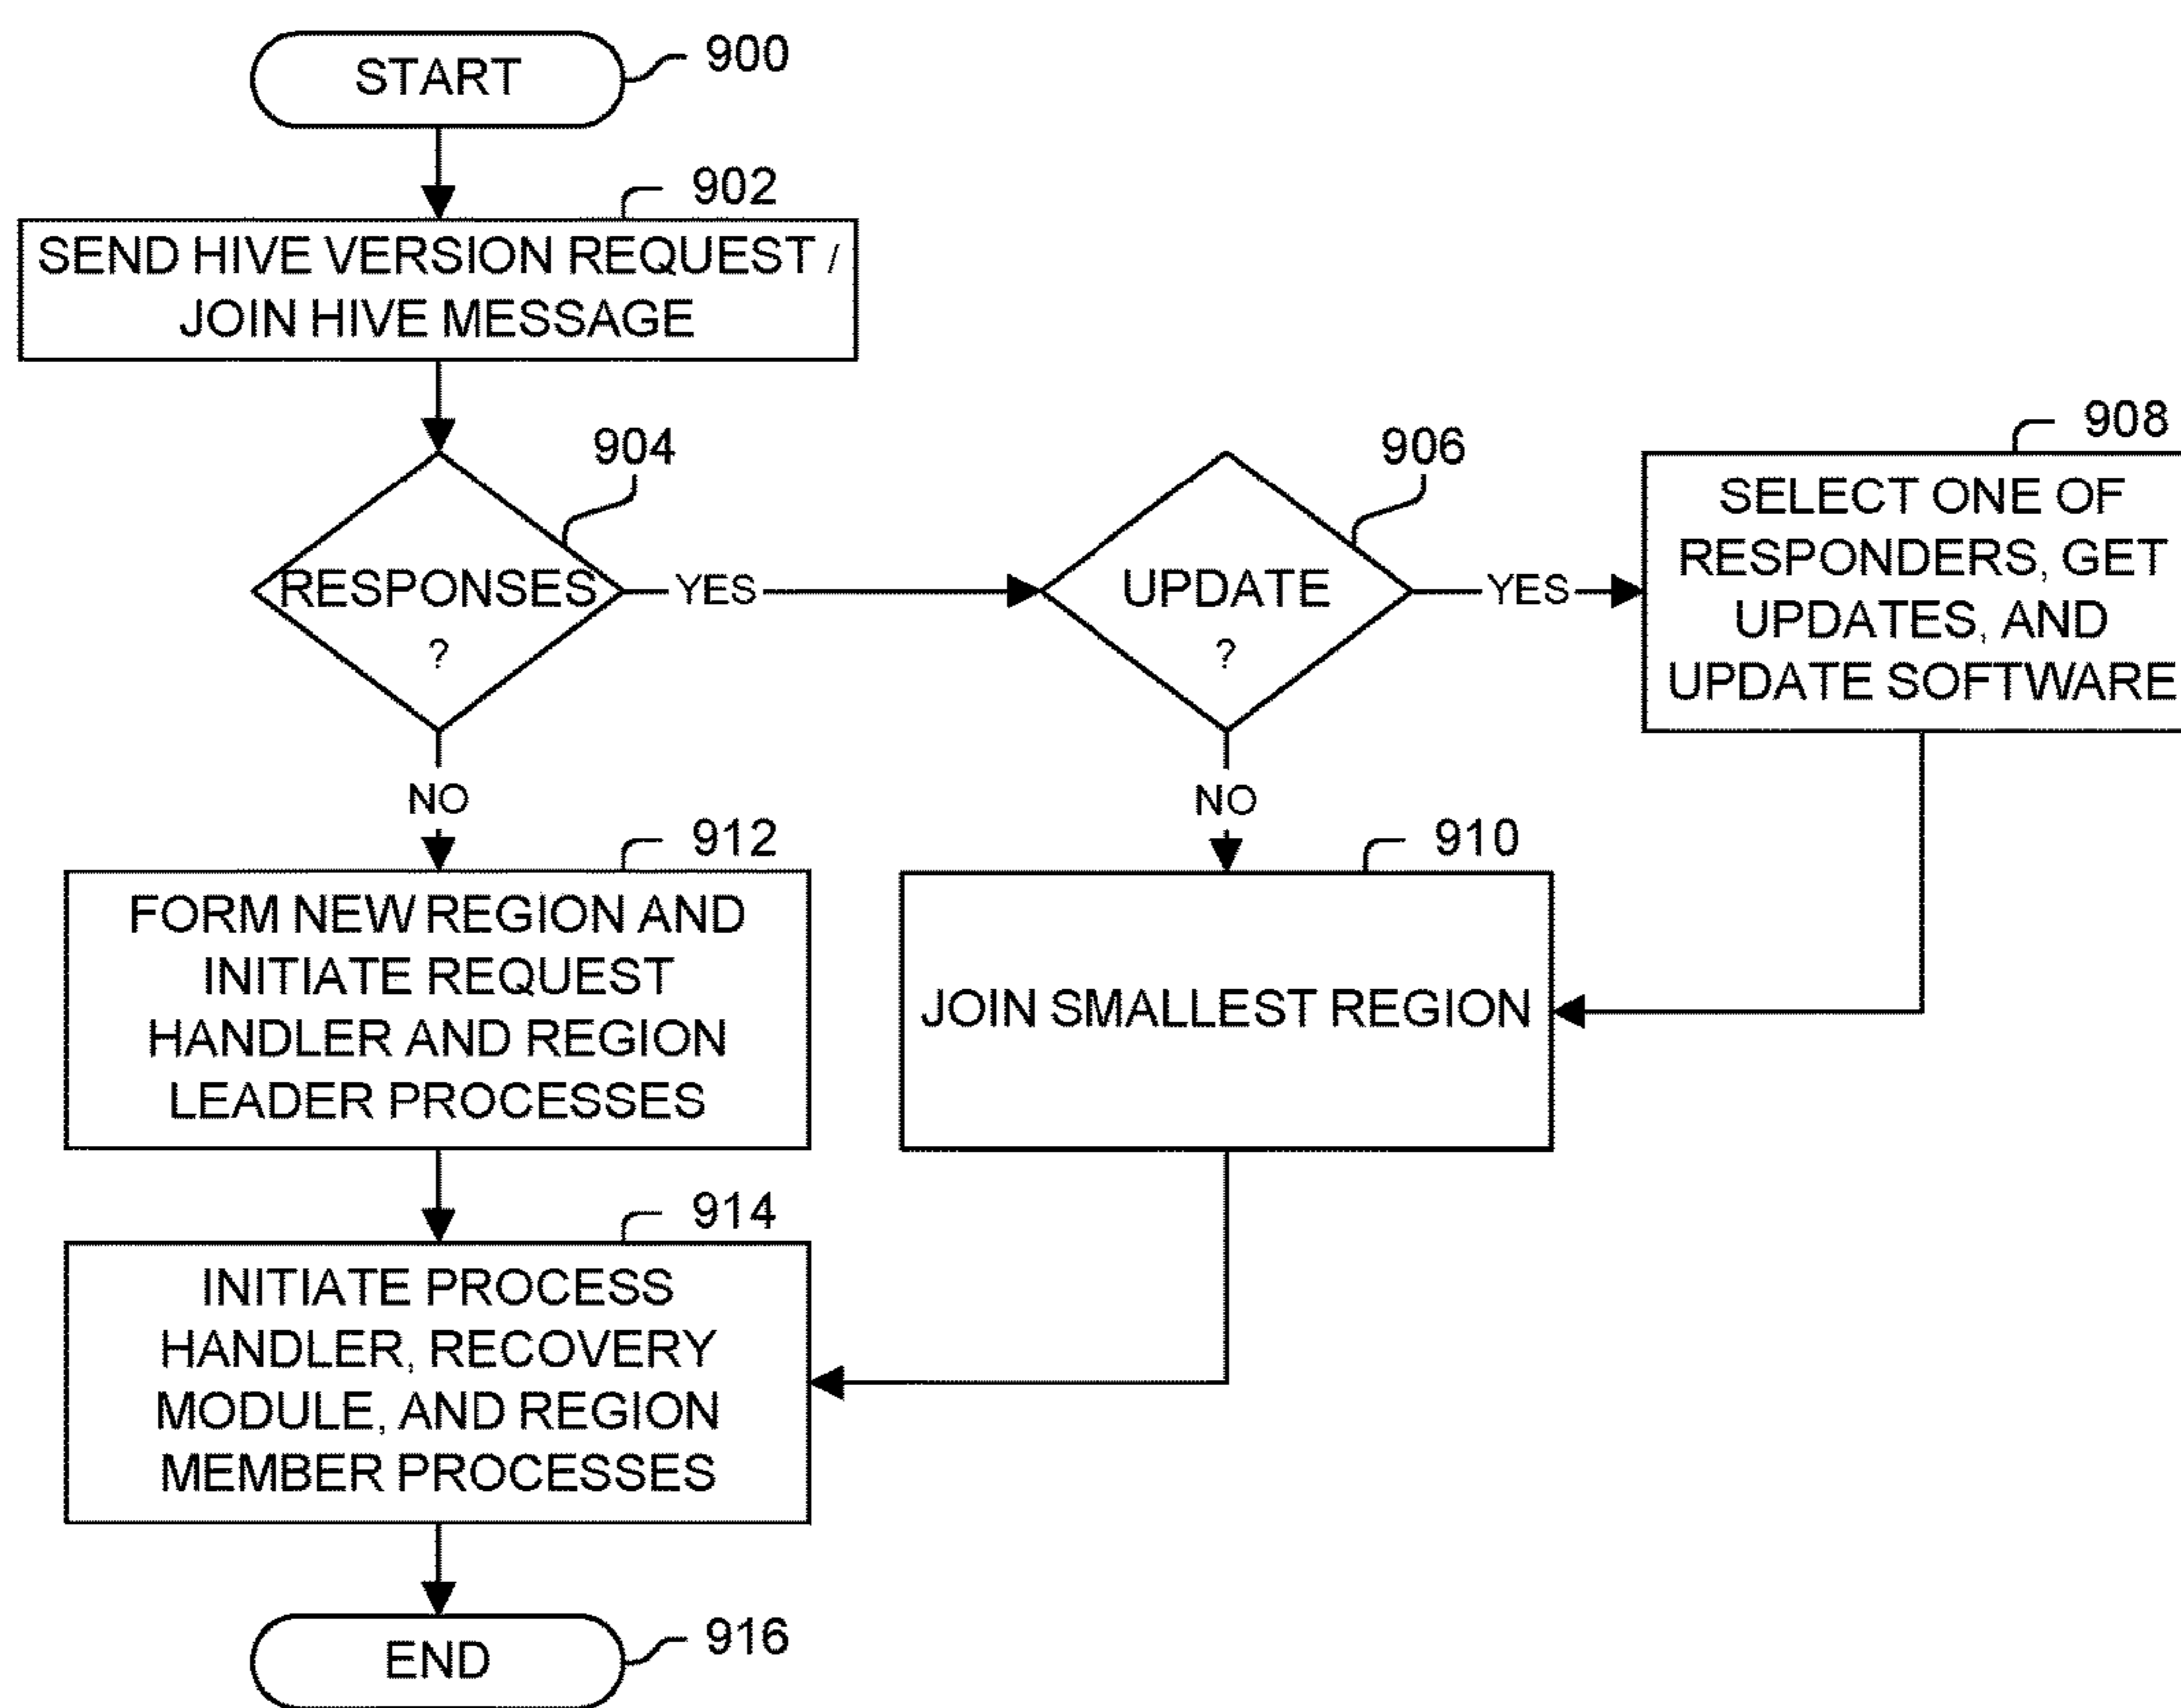 START
900
902
SEND HIVE VERSION REQUEST /
JOIN HIVE MESSAGE
904
RESPONSES
?
YES
906
UPDATE
?
YES
908
SELECT ONE OF
RESPONDERS, GET
UPDATES, AND
UPDATE SOFTWARE
NO
NO
912
FORM NEW REGION AND
INITIATE REQUEST
HANDLER AND REGION
LEADER PROCESSES
910
JOIN SMALLEST REGION
914
INITIATE PROCESS
HANDLER, RECOVERY
MODULE, AND REGION
MEMBER PROCESSES
END
916